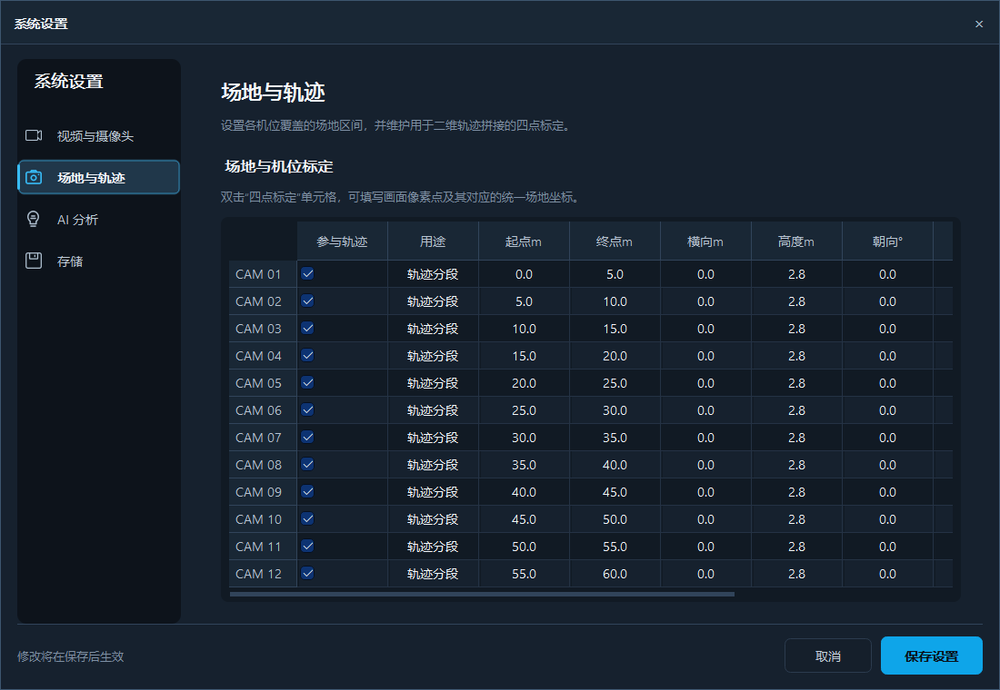 系统设置
×
系统设置
视频与摄像头
场地与轨迹
AI 分析
存储
场地与轨迹
设置各机位覆盖的场地区间，并维护用于二维轨迹拼接的四点标定。
场地与机位标定
双击“四点标定”单元格，可填写画面像素点及其对应的统一场地坐标。
参与轨迹 用途 起点m 终点m 横向m 高度m 朝向°
CAM 01 轨迹分段 0.0 5.0 0.0 2.8 0.0
CAM 02 轨迹分段 5.0 10.0 0.0 2.8 0.0
CAM 03 轨迹分段 10.0 15.0 0.0 2.8 0.0
CAM 04 轨迹分段 15.0 20.0 0.0 2.8 0.0
CAM 05 轨迹分段 20.0 25.0 0.0 2.8 0.0
CAM 06 轨迹分段 25.0 30.0 0.0 2.8 0.0
CAM 07 轨迹分段 30.0 35.0 0.0 2.8 0.0
CAM 08 轨迹分段 35.0 40.0 0.0 2.8 0.0
CAM 09 轨迹分段 40.0 45.0 0.0 2.8 0.0
CAM 10 轨迹分段 45.0 50.0 0.0 2.8 0.0
CAM 11 轨迹分段 50.0 55.0 0.0 2.8 0.0
CAM 12 轨迹分段 55.0 60.0 0.0 2.8 0.0
修改将在保存后生效
取消
保存设置